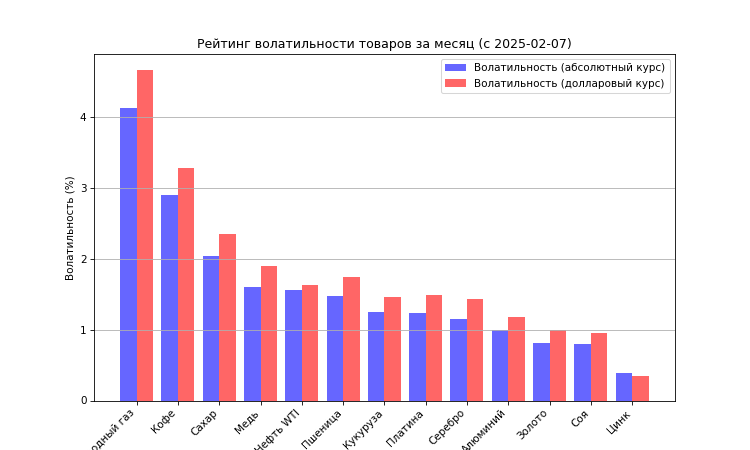 Рейтинг волатильности товаров за месяц (с 2025-02-07)
Волатильность (абсолютный курс)
Волатильность (долларовый курс)
Волатильность (%)
4
3
2
1
0
одный газ
Кофе
Сахар
Медь
Нефть WTI
Пшеница
Кукуруза
Платина
Серебро
Алюминий
Золото
Соя
Цинк